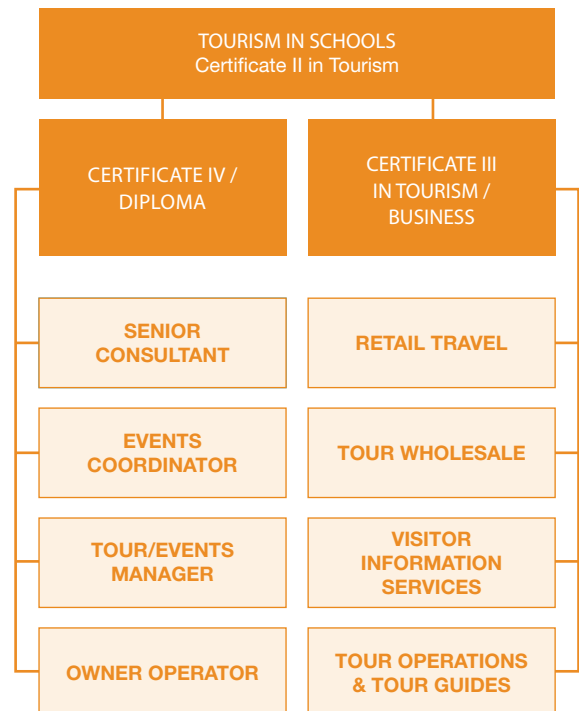 TOURISM IN SCHOOLS
Certificate II in Tourism
CERTIFICATE IV /
DIPLOMA
CERTIFICATE III
IN TOURISM /
BUSINESS
SENIOR
CONSULTANT
RETAIL TRAVEL
EVENTS
COORDINATOR
TOUR WHOLESALE
TOUR/EVENTS
MANAGER
VISITOR
INFORMATION
SERVICES
OWNER OPERATOR
TOUR OPERATIONS
& TOUR GUIDES